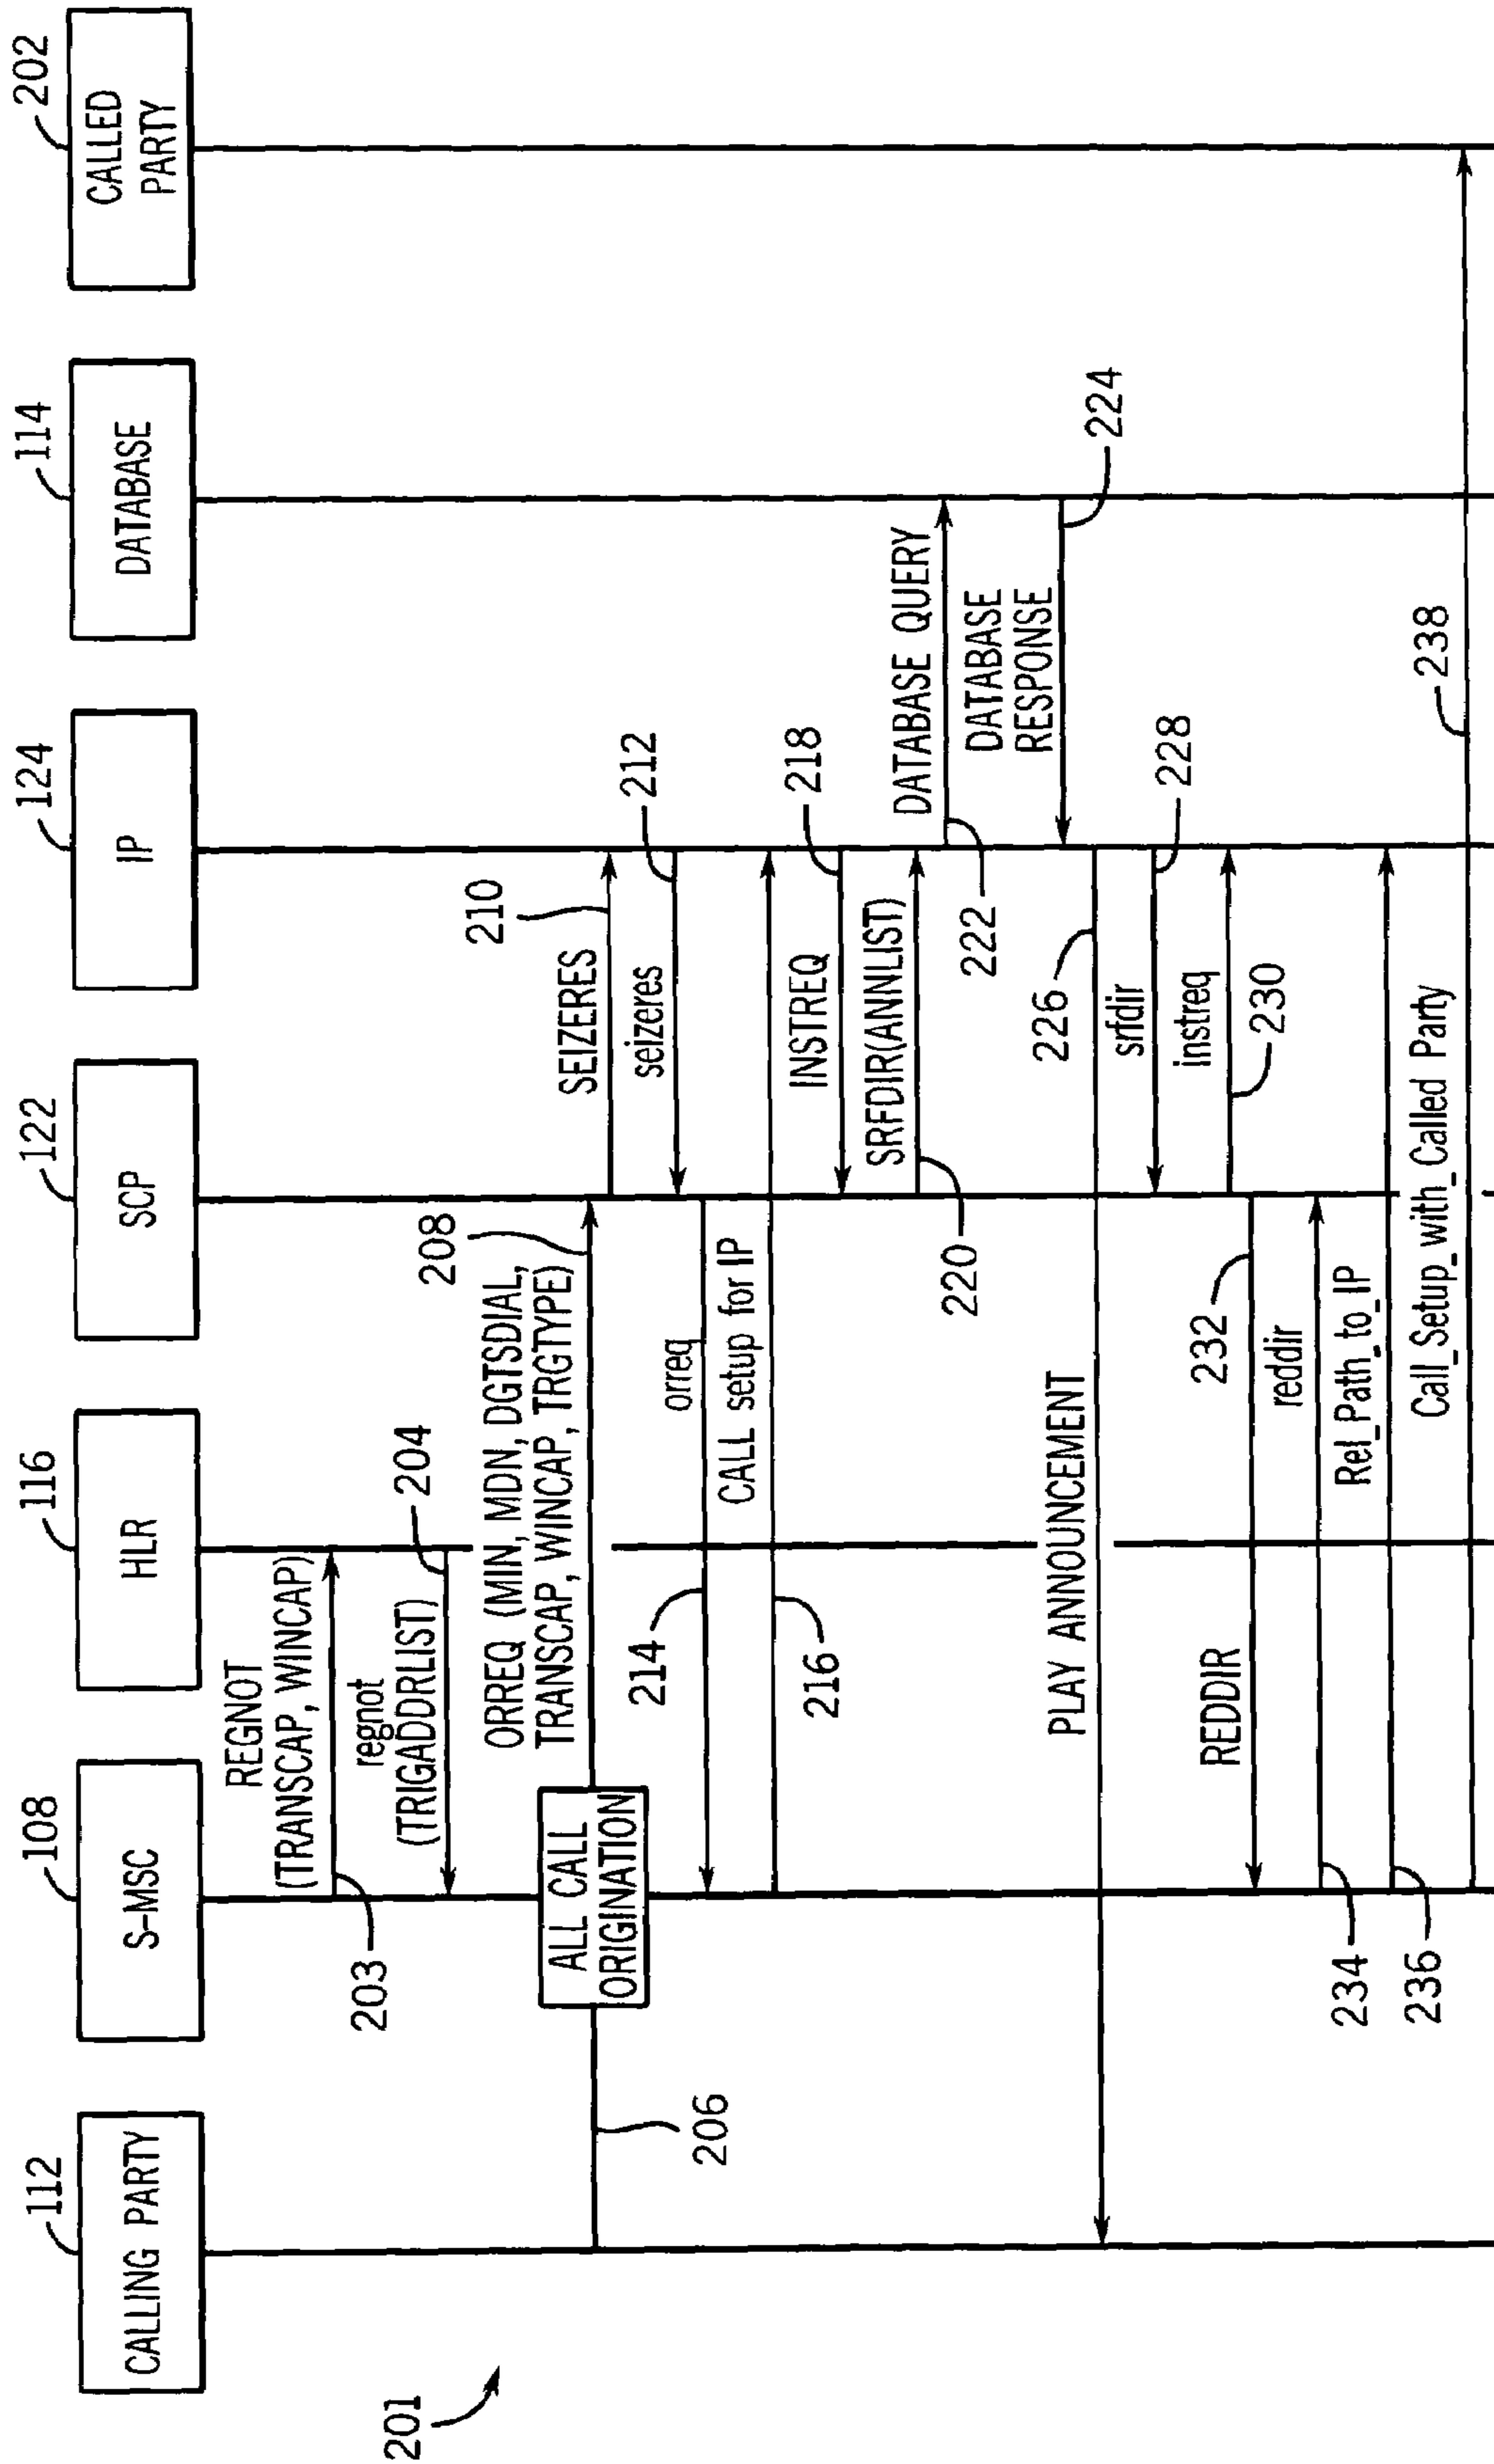 201
112
CALLING PARTY
108
S-MSC
116
HLR
122
SCP
124
IP
114
DATABASE
202
CALLED
PARTY
REGNOT
(TRANSCAP, WINCAP)
203
regnot
(TRIGADDRLIST)
204
206
ALL CALL
ORIGINATION
ORREQ (MIN, MDN, DGTSDIAL,
TRANSCAP, WINCAP, TRGTYPE)
208
SEIZERES
210
seizeres
212
orreq
214
CALL setup for IP
216
INSTREQ
218
SRFDIR(ANNLIST)
220
DATABASE QUERY
222
DATABASE
RESPONSE
224
PLAY ANNOUNCEMENT
226
srfdir
228
instreq
230
REDDIR
232
reddir
234
Rel_Path_to_IP
236
Call_Setup_with_Called Party
238